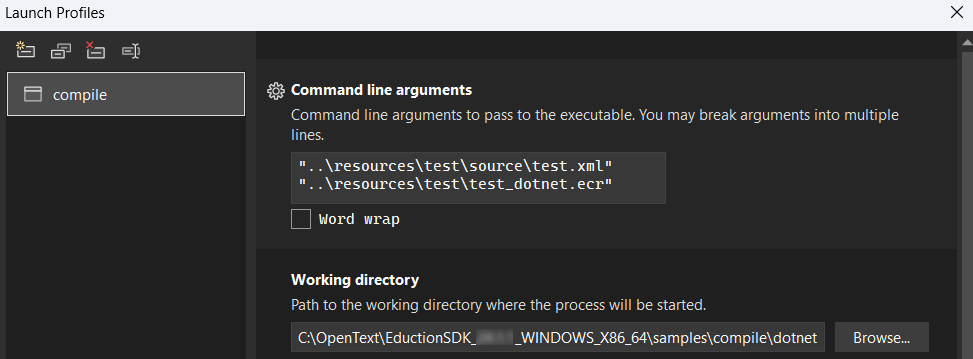 Launch Profiles
compile
Command line arguments
Command line arguments to pass to the executable. You may break arguments into multiple
lines.
"..\resources\test\source\test.xml"
"..\resources\test\test_dotnet.ecr"
Word wrap
Working directory
Path to the working directory where the process will be started.
C:\OpenText\EductionSDK_ _WINDOWS_X86_64\samples\compile\dotnet
Browse...